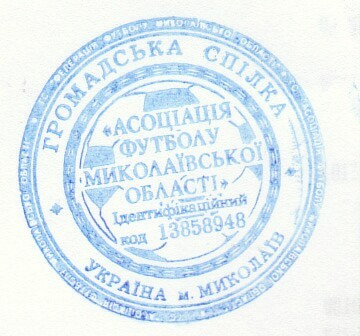 ГРОМАДСЬКА СПІЛКА
«АСОЦІАЦІЯ
ФУТБОЛУ
МИКОЛАЇВСЬКОЇ
ОБЛАСТІ»
Ідентифікаційний
код 13858948
УКРАЇНА м. МИКОЛАЇВ